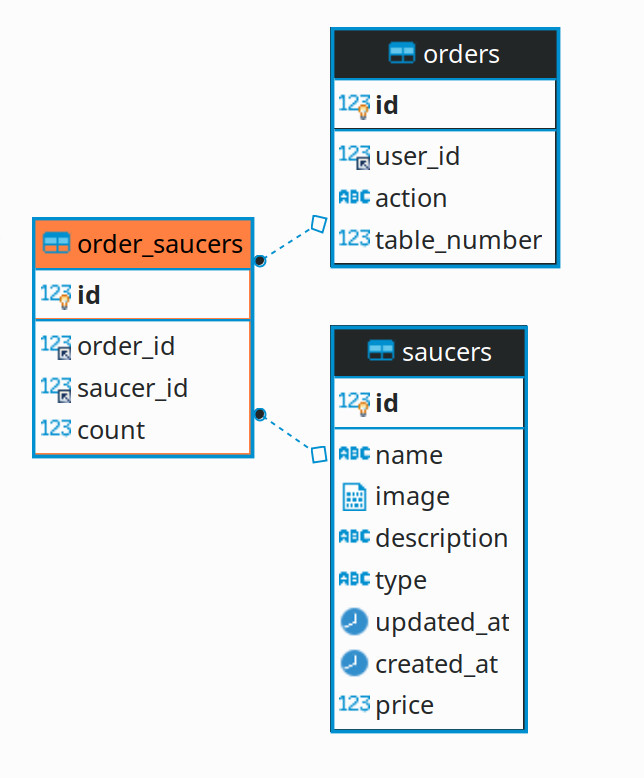 orders
123 id
123 user_id
ABC action
123 table_number
order_saucers
123 id
123 order_id
123 saucer_id
123 count
saucers
123 id
ABC name
image
ABC description
ABC type
updated_at
created_at
123 price